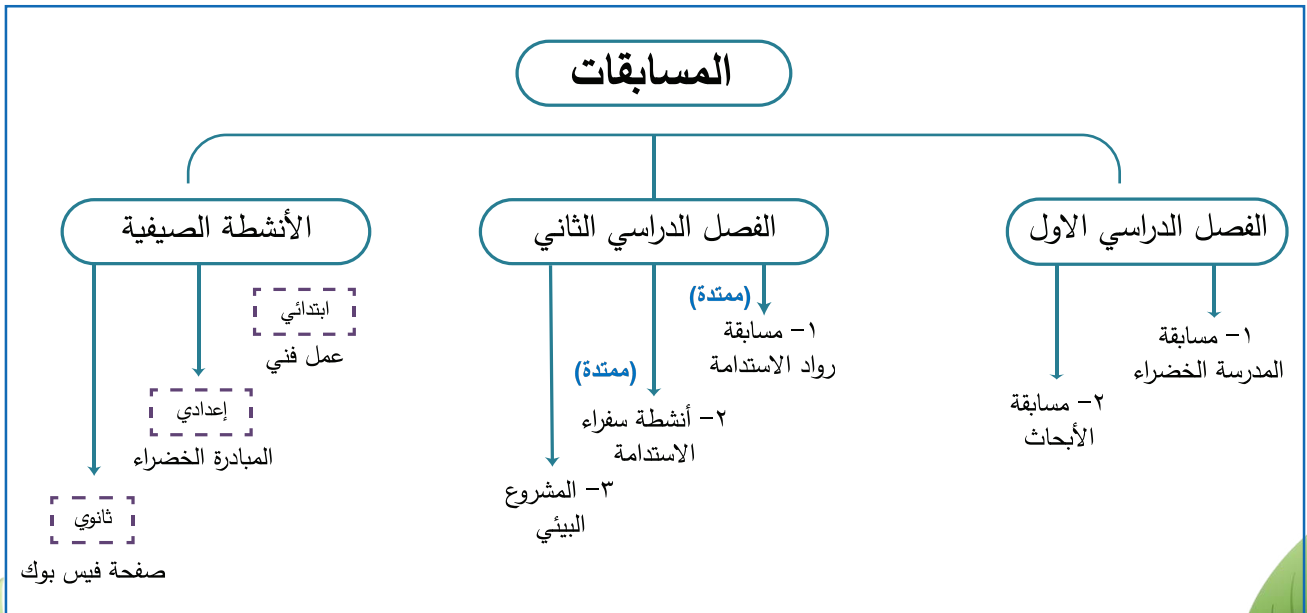 المسابقات
الفصل الدراسي الاول
١- مسابقة
المدرسة الخضراء
٢- مسابقة
الأبحاث
الفصل الدراسي الثاني
(ممتدة)
١- مسابقة
رواد الاستدامة
(ممتدة)
٢- أنشطة سفراء
الاستدامة
٣- المشروع
البيئي
الأنشطة الصيفية
ابتدائي
عمل فني
إعدادي
المبادرة الخضراء
ثانوي
صفحة فيس بوك